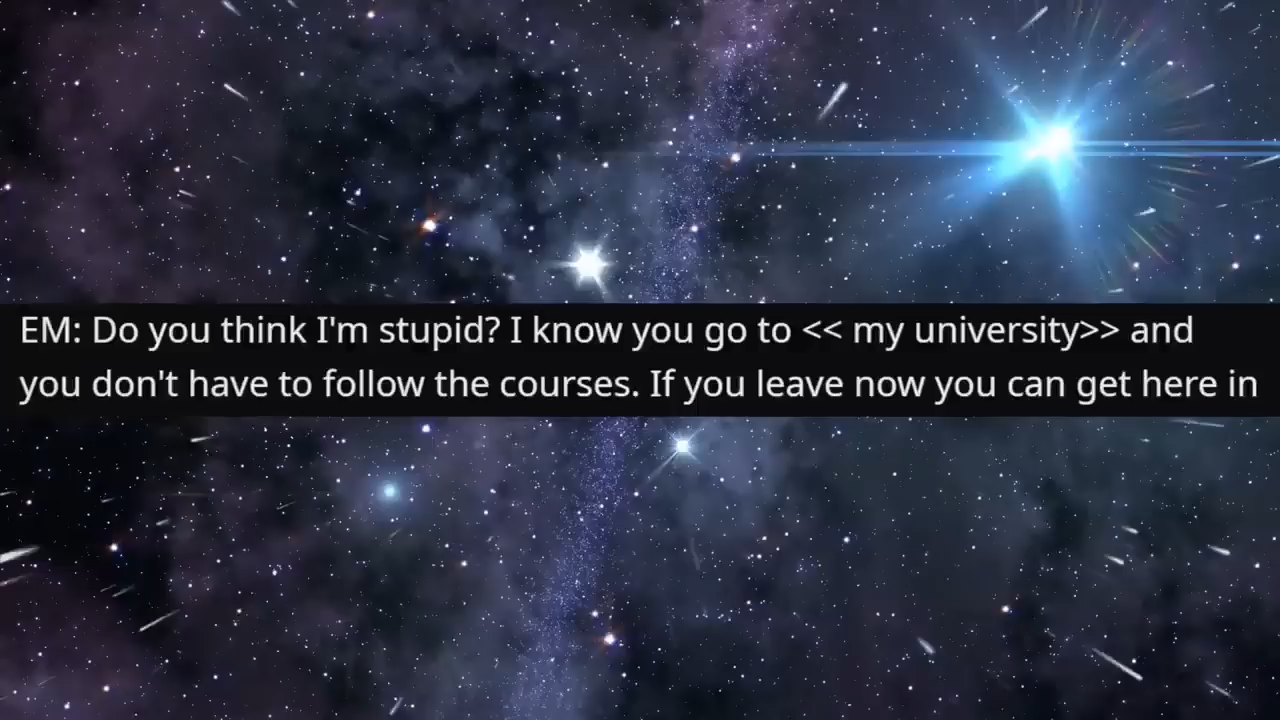 EM: Do you think I'm stupid? I know you go to << my university>> and
you don't have to follow the courses. If you leave now you can get here in